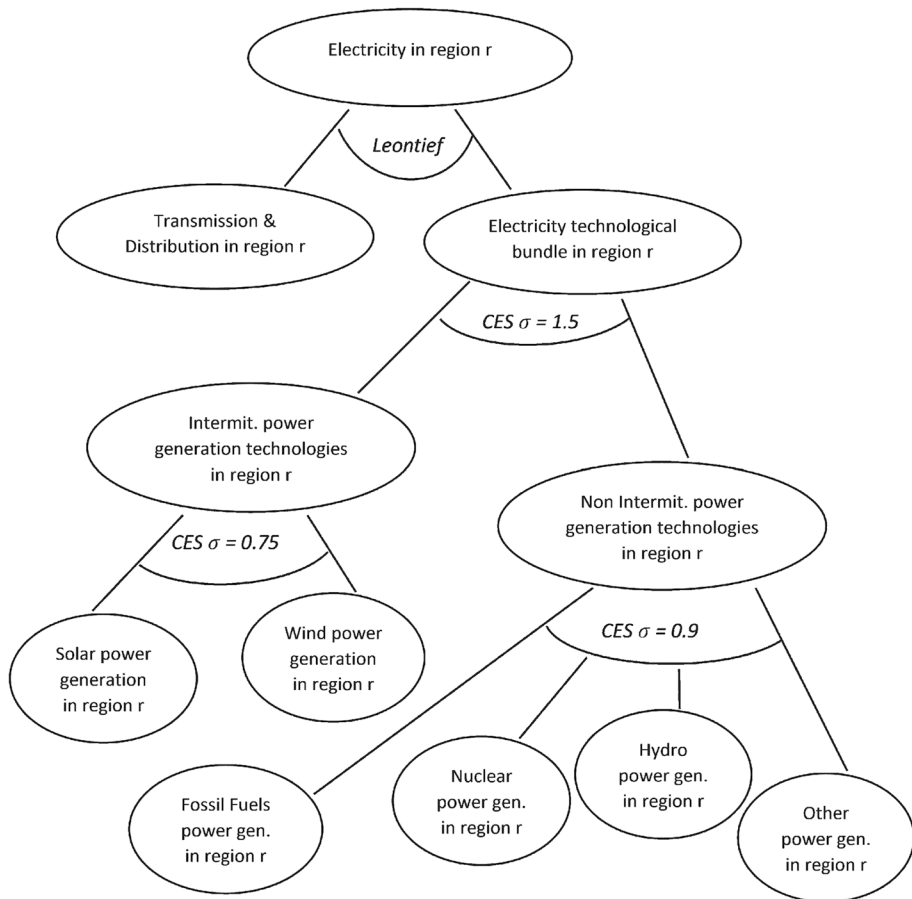 Electricity in region r
Leontief
Transmission &
Distribution in region r
Electricity technological
bundle in region r
CES σ = 1.5
Intermit. power
generation technologies
in region r
Non Intermit. power
generation technologies
in region r
CES σ = 0.75
CES σ = 0.9
Solar power
generation
in region r
Wind power
generation
in region r
Fossil Fuels
power gen.
in region r
Nuclear
power gen.
in region r
Hydro
power gen.
in region r
Other
power gen.
in region r